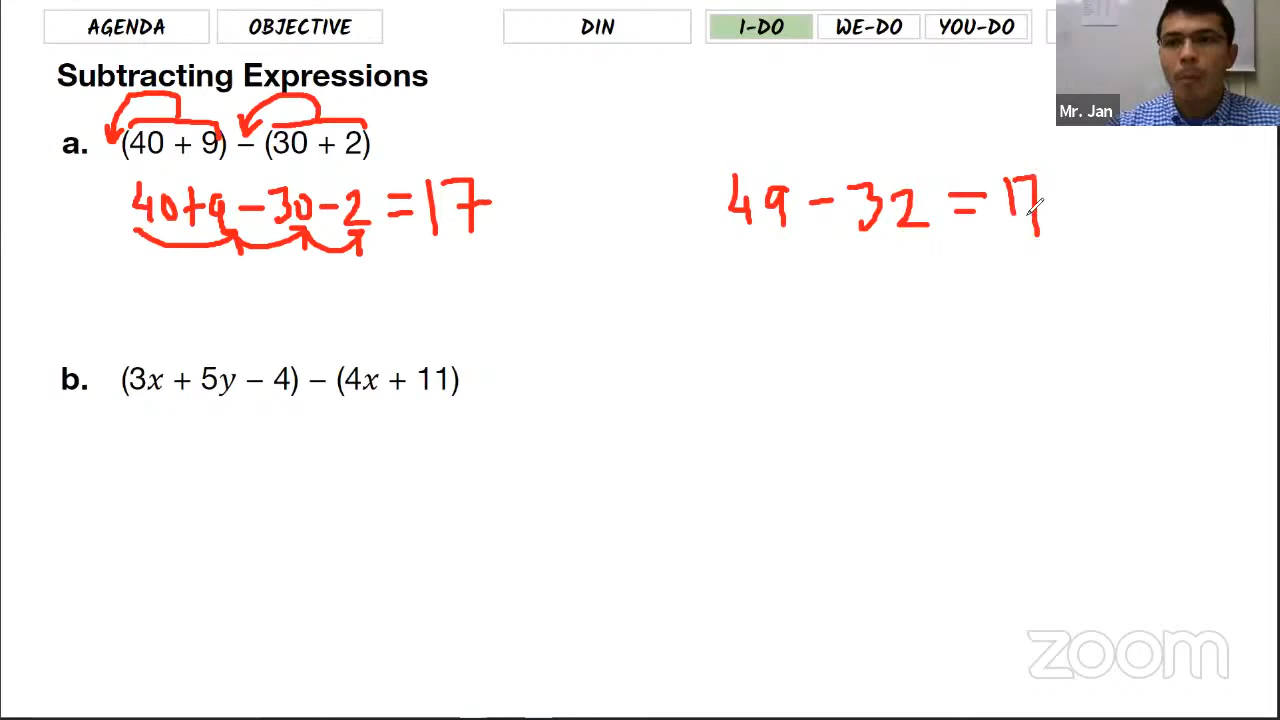 AGENDA OBJECTIVE DIN I-DO WE-DO YOU-DO
Mr. Jan
Subtracting Expressions
a. (40 + 9) − (30 + 2)
40+9−30−2=17
49−32=17
b. (3x + 5y − 4) − (4x + 11)
zoom